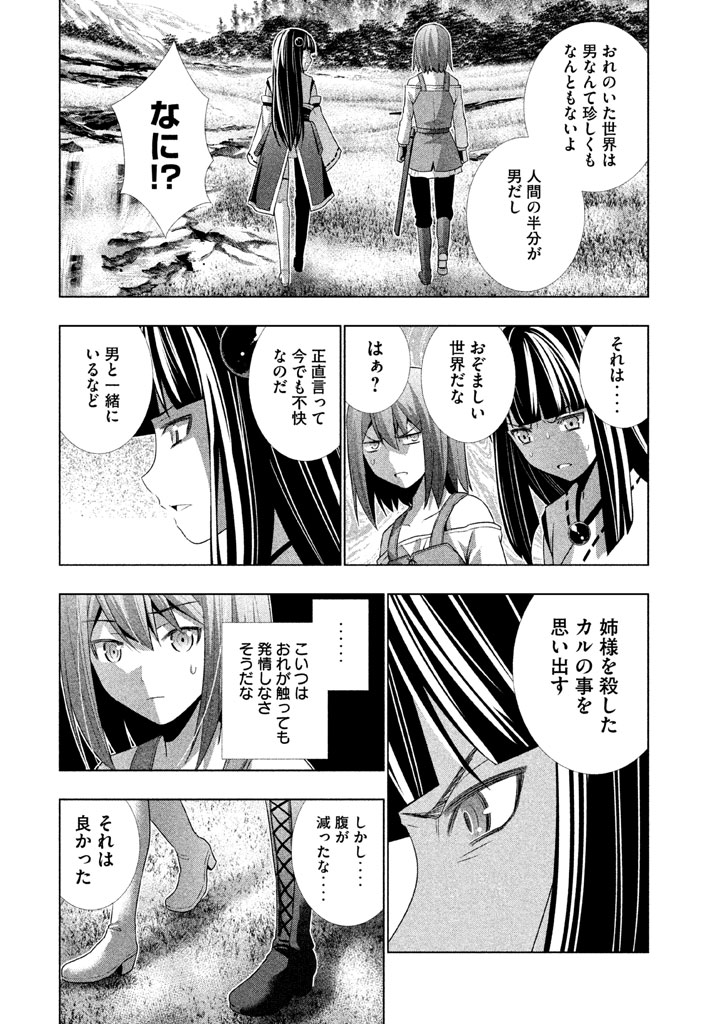 おれのいた世界は
男なんて珍しくも
なんともないよ
人間の半分が
男だし
なに!?
それは‥‥
おぞましい
世界だな
はぁ?
正直言って
今でも不快
なのだ
男と一緒に
いるなど
姉様を殺した
カルの事を
思い出す
‥‥‥
こいつは
おれが触っても
発情しなさ
そうだな
しかし‥‥
腹が
減ったな‥‥
それは
良かった